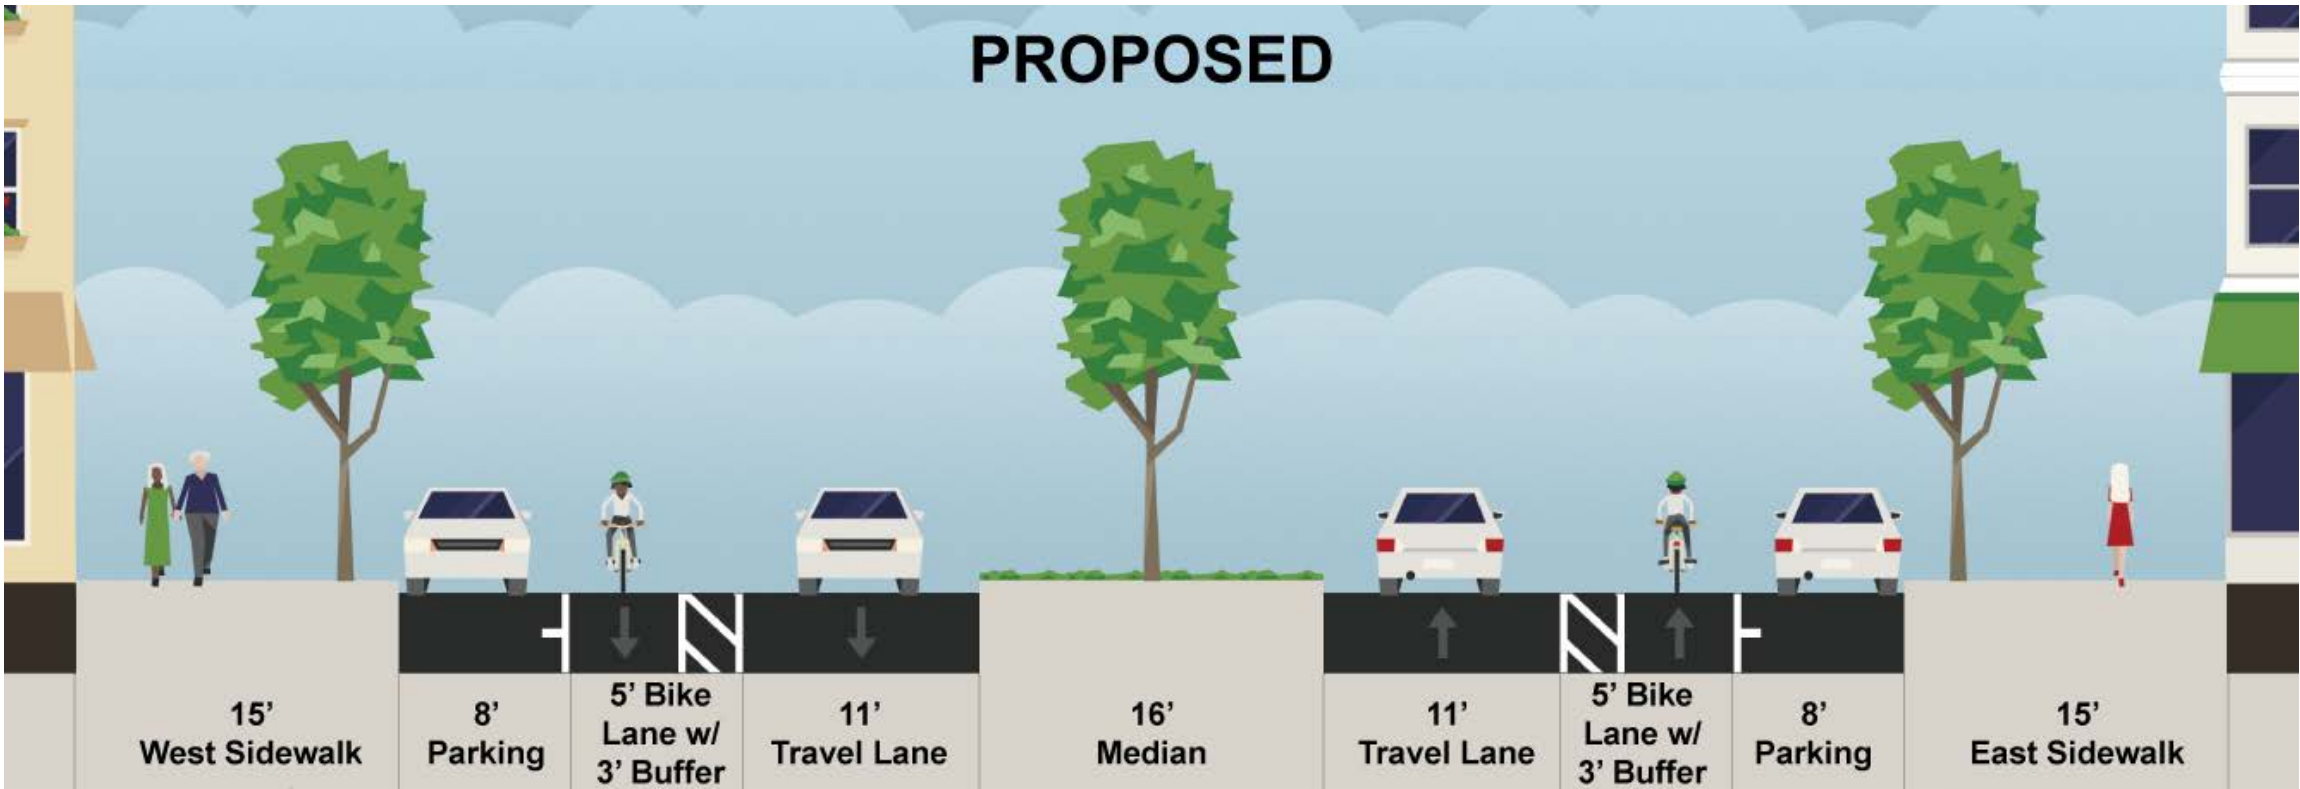 PROPOSED
15’
West Sidewalk
8’
Parking
5’ Bike
Lane w/
3’ Buffer
11’
Travel Lane
16’
Median
11’
Travel Lane
5’ Bike
Lane w/
3’ Buffer
8’
Parking
15’
East Sidewalk